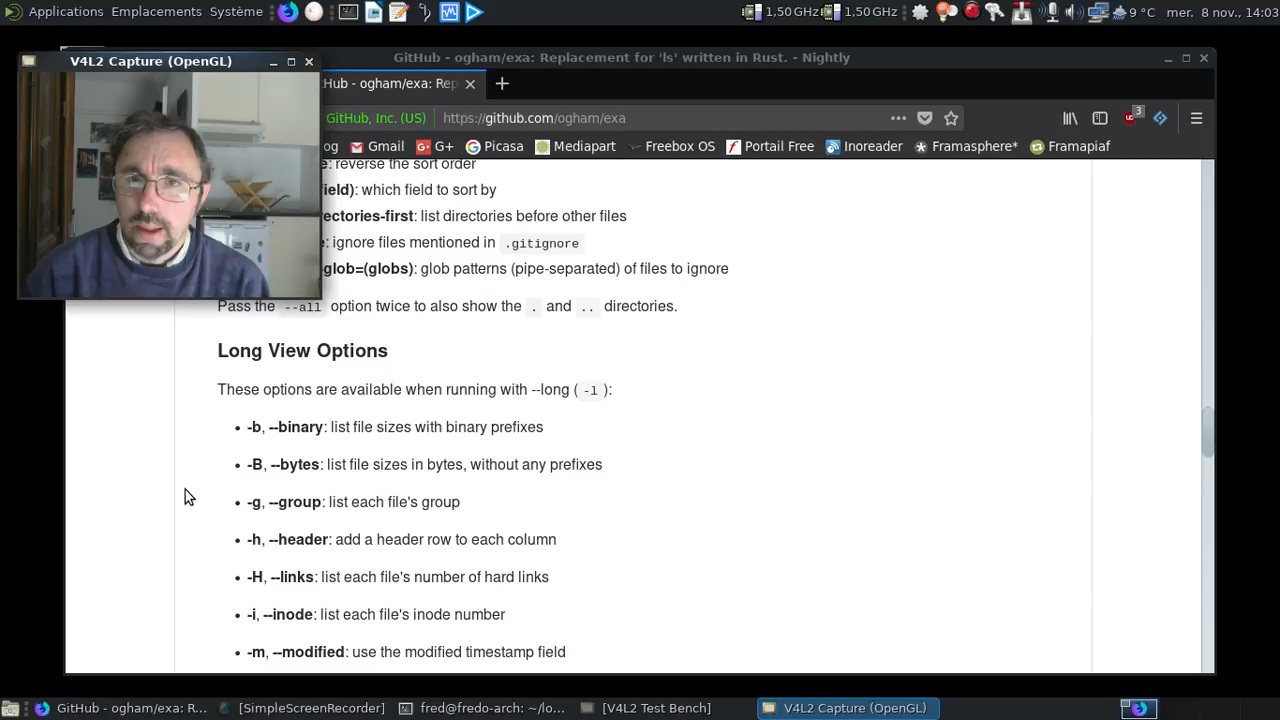 Applications Emplacements Système
1,50 GHz 1,50 GHz 9 °C mer. 8 nov., 14:03
GitHub - ogham/exa: Replacement for 'ls' written in Rust. - Nightly
V4L2 Capture (OpenGL)
Hub - ogham/exa: Rep
GitHub, Inc. (US) https://github.com/ogham/exa
3
og Gmail G+ Picasa Mediapart Freebox OS Portail Free Inoreader Framasphere* Framapiaf
e: reverse the sort order
ield): which field to sort by
ectories-first: list directories before other files
e: ignore files mentioned in .gitignore
glob=(globs): glob patterns (pipe-separated) of files to ignore
Pass the --all option twice to also show the . and .. directories.
Long View Options
These options are available when running with --long ( -l ):
• -b, --binary: list file sizes with binary prefixes
• -B, --bytes: list file sizes in bytes, without any prefixes
• -g, --group: list each file's group
• -h, --header: add a header row to each column
• -H, --links: list each file's number of hard links
• -i, --inode: list each file's inode number
• -m, --modified: use the modified timestamp field
GitHub - ogham/exa: R... [SimpleScreenRecorder] fred@fredo-arch: ~/lo... [V4L2 Test Bench] V4L2 Capture (OpenGL)